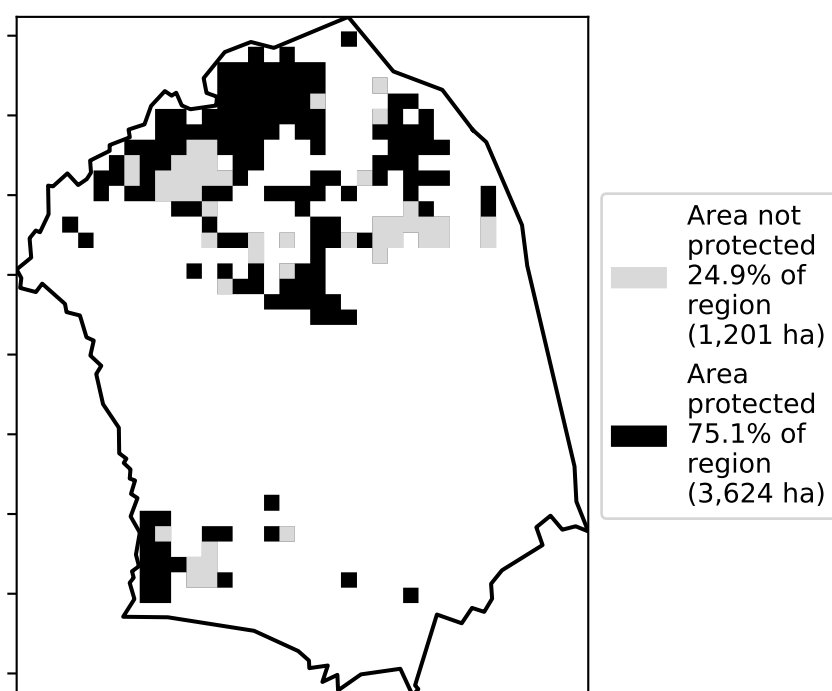 Area not
protected
24.9% of
region
(1,201 ha)
Area
protected
75.1% of
region
(3,624 ha)